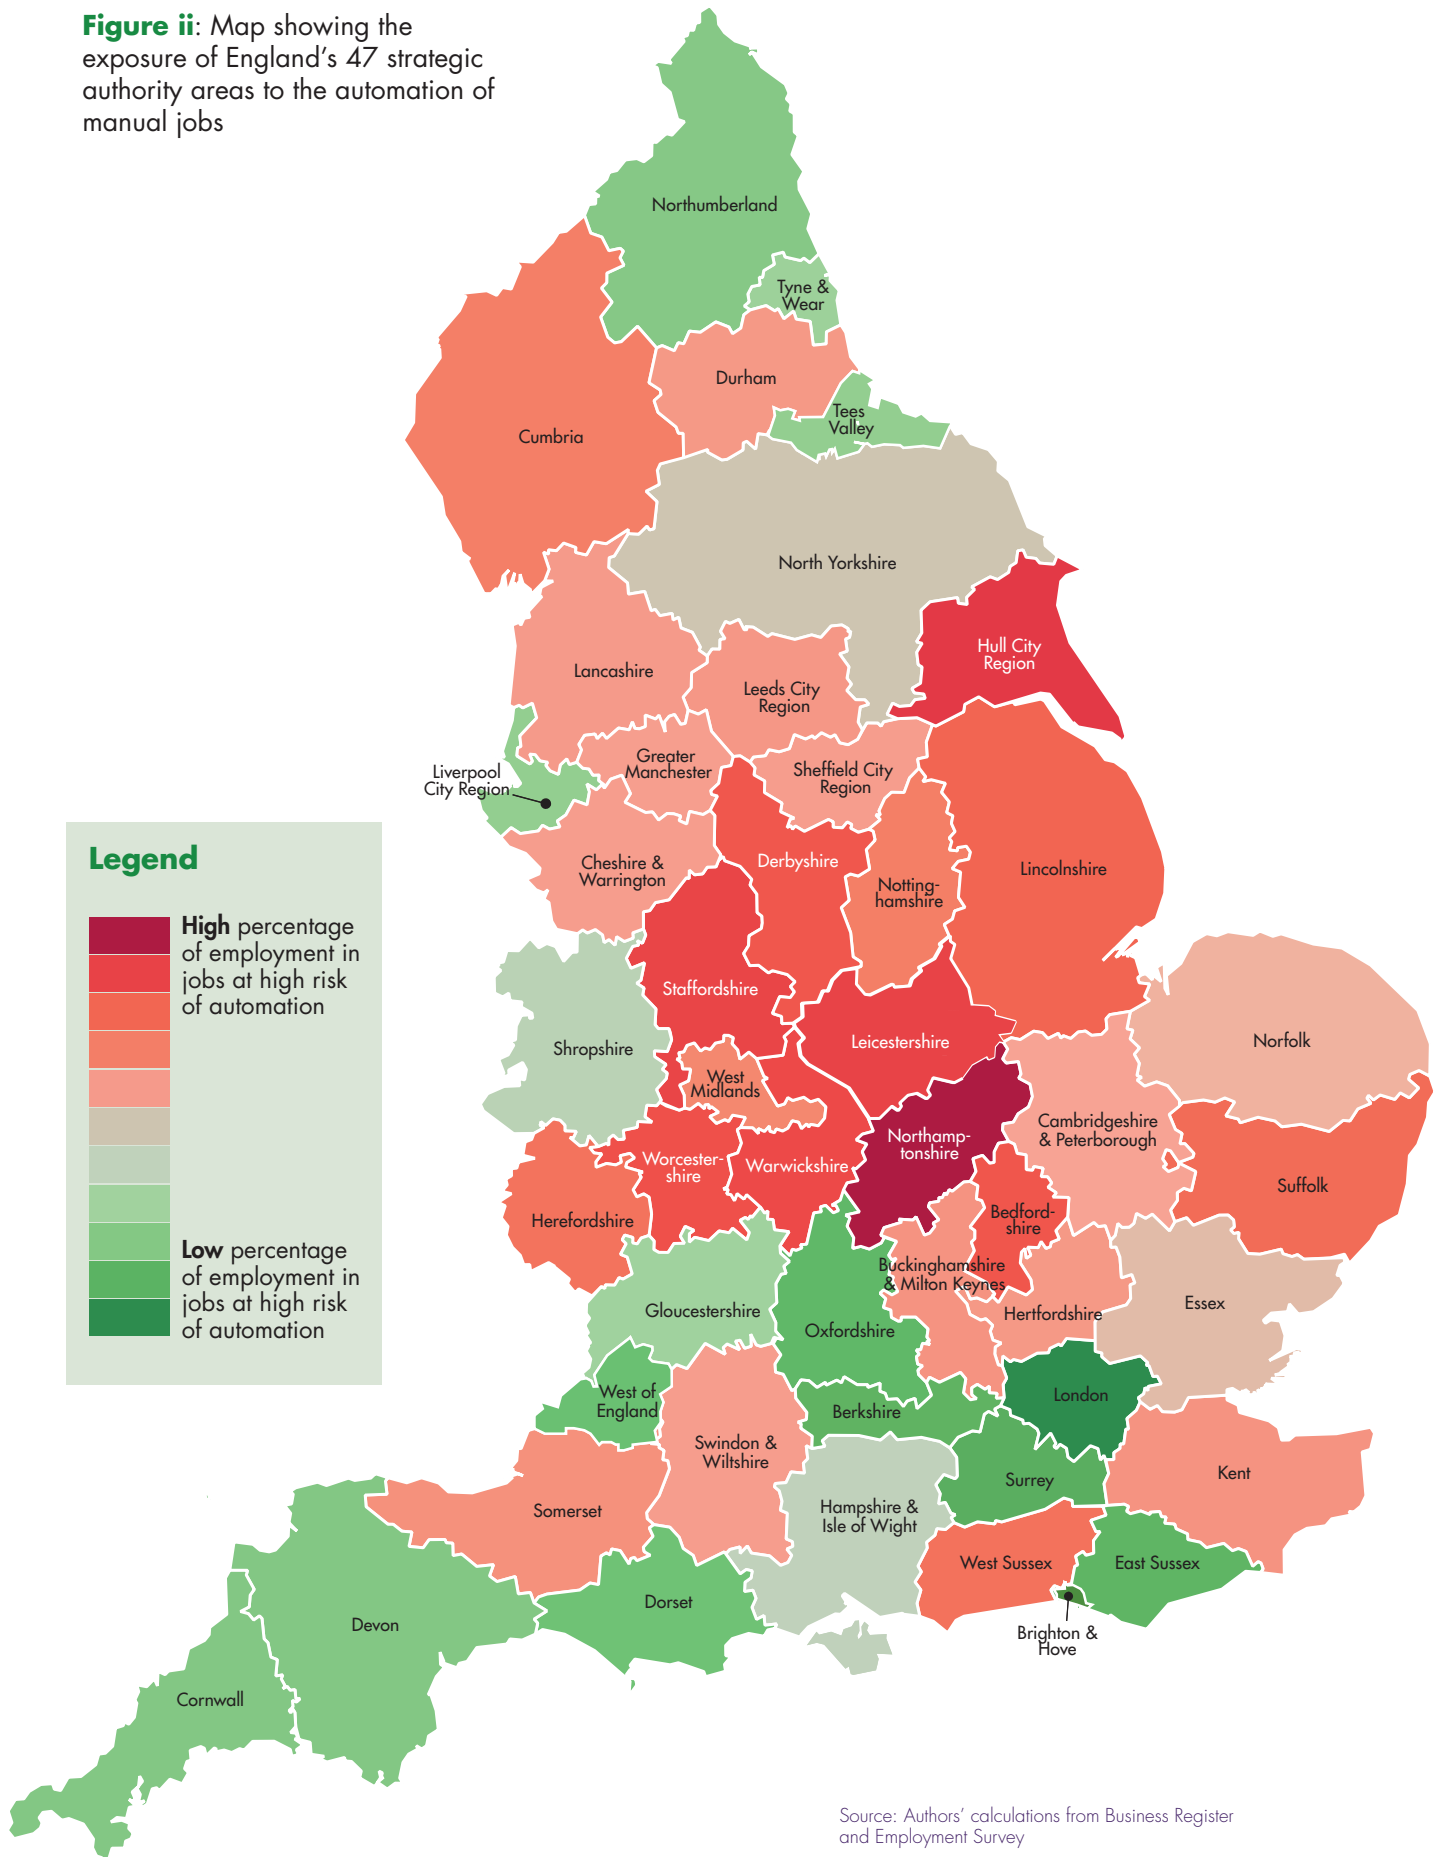 Figure ii: Map showing the
exposure of England's 47 strategic
authority areas to the automation of
manual jobs
Northumberland
Tyne &
Wear
Durham
Tees
Valley
Cumbria
North Yorkshire
Hull City
Region
Lancashire
Leeds City
Region
Greater
Manchester
Sheffield City
Region
Liverpool
City Region
Cheshire &
Warrington
Derbyshire
Notting-
hamshire
Lincolnshire
Legend
High percentage
of employment in
jobs at high risk
of automation
Low percentage
of employment in
jobs at high risk
of automation
Staffordshire
Shropshire
Leicestershire
Norfolk
West
Midlands
Cambridgeshire
& Peterborough
Northamp-
tonshire
Worcester-
shire
Warwickshire
Suffolk
Herefordshire
Bedford-
shire
Buckinghamshire
& Milton Keynes
Gloucestershire
Hertfordshire
Essex
Oxfordshire
West of
England
London
Berkshire
Swindon &
Wiltshire
Kent
Surrey
Somerset
Hampshire &
Isle of Wight
West Sussex
East Sussex
Dorset
Devon
Brighton &
Hove
Cornwall
Source: Authors' calculations from Business Register
and Employment Survey